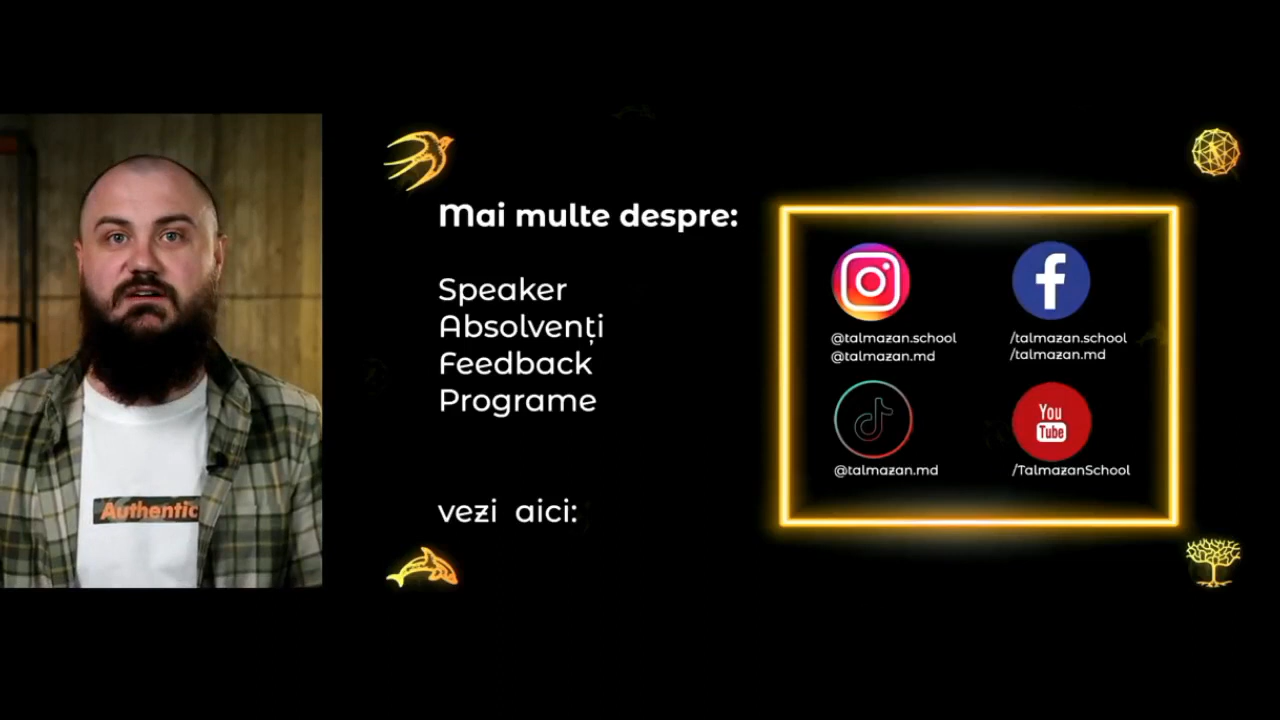 Mai multe despre:
Speaker
Absolvenți
Feedback
Programe
vezi aici:
@talmazan.school
@talmazan.md
/talmazan.school
/talmazan.md
@talmazan.md
You
Tube
/TalmazanSchool
Authentic